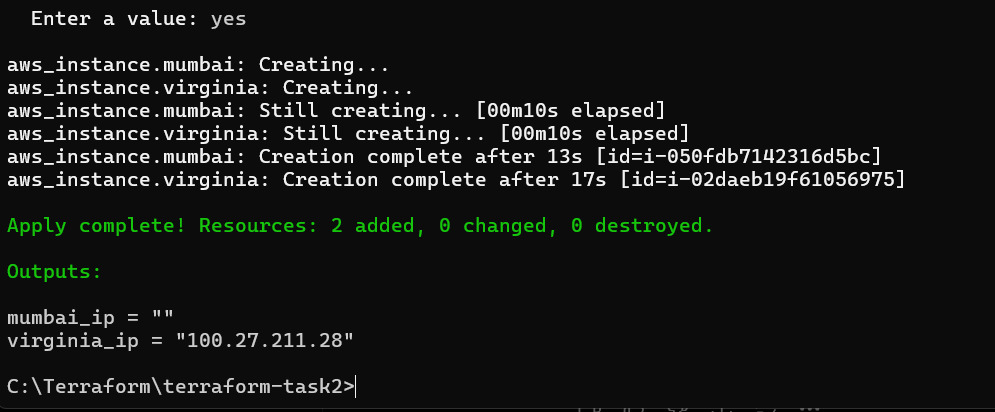 Enter a value: yes
aws_instance.mumbai: Creating...
aws_instance.virginia: Creating...
aws_instance.mumbai: Still creating... [00m10s elapsed]
aws_instance.virginia: Still creating... [00m10s elapsed]
aws_instance.mumbai: Creation complete after 13s [id=i-050fdb7142316d5bc]
aws_instance.virginia: Creation complete after 17s [id=i-02daeb19f61056975]
Apply complete! Resources: 2 added, 0 changed, 0 destroyed.
Outputs:
mumbai_ip = ""
virginia_ip = "100.27.211.28"
C:\Terraform\terraform-task2>